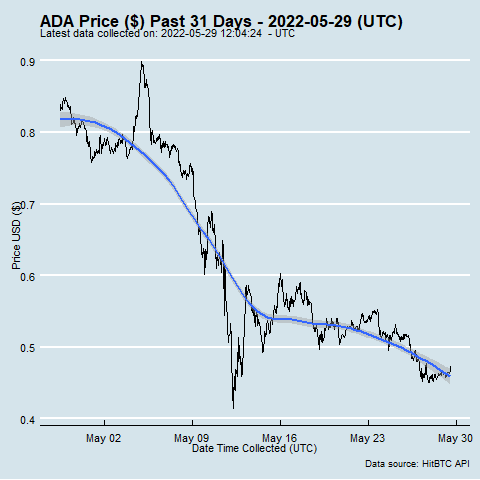 ADA Price ($) Past 31 Days - 2022-05-29 (UTC)
Latest data collected on: 2022-05-29 12:04:24 - UTC
0.9
0.8
0.7
0.6
0.5
0.4
Price USD ($)
May 02
May 09
May 16
May 23
May 30
Date Time Collected (UTC)
Data source: HitBTC API